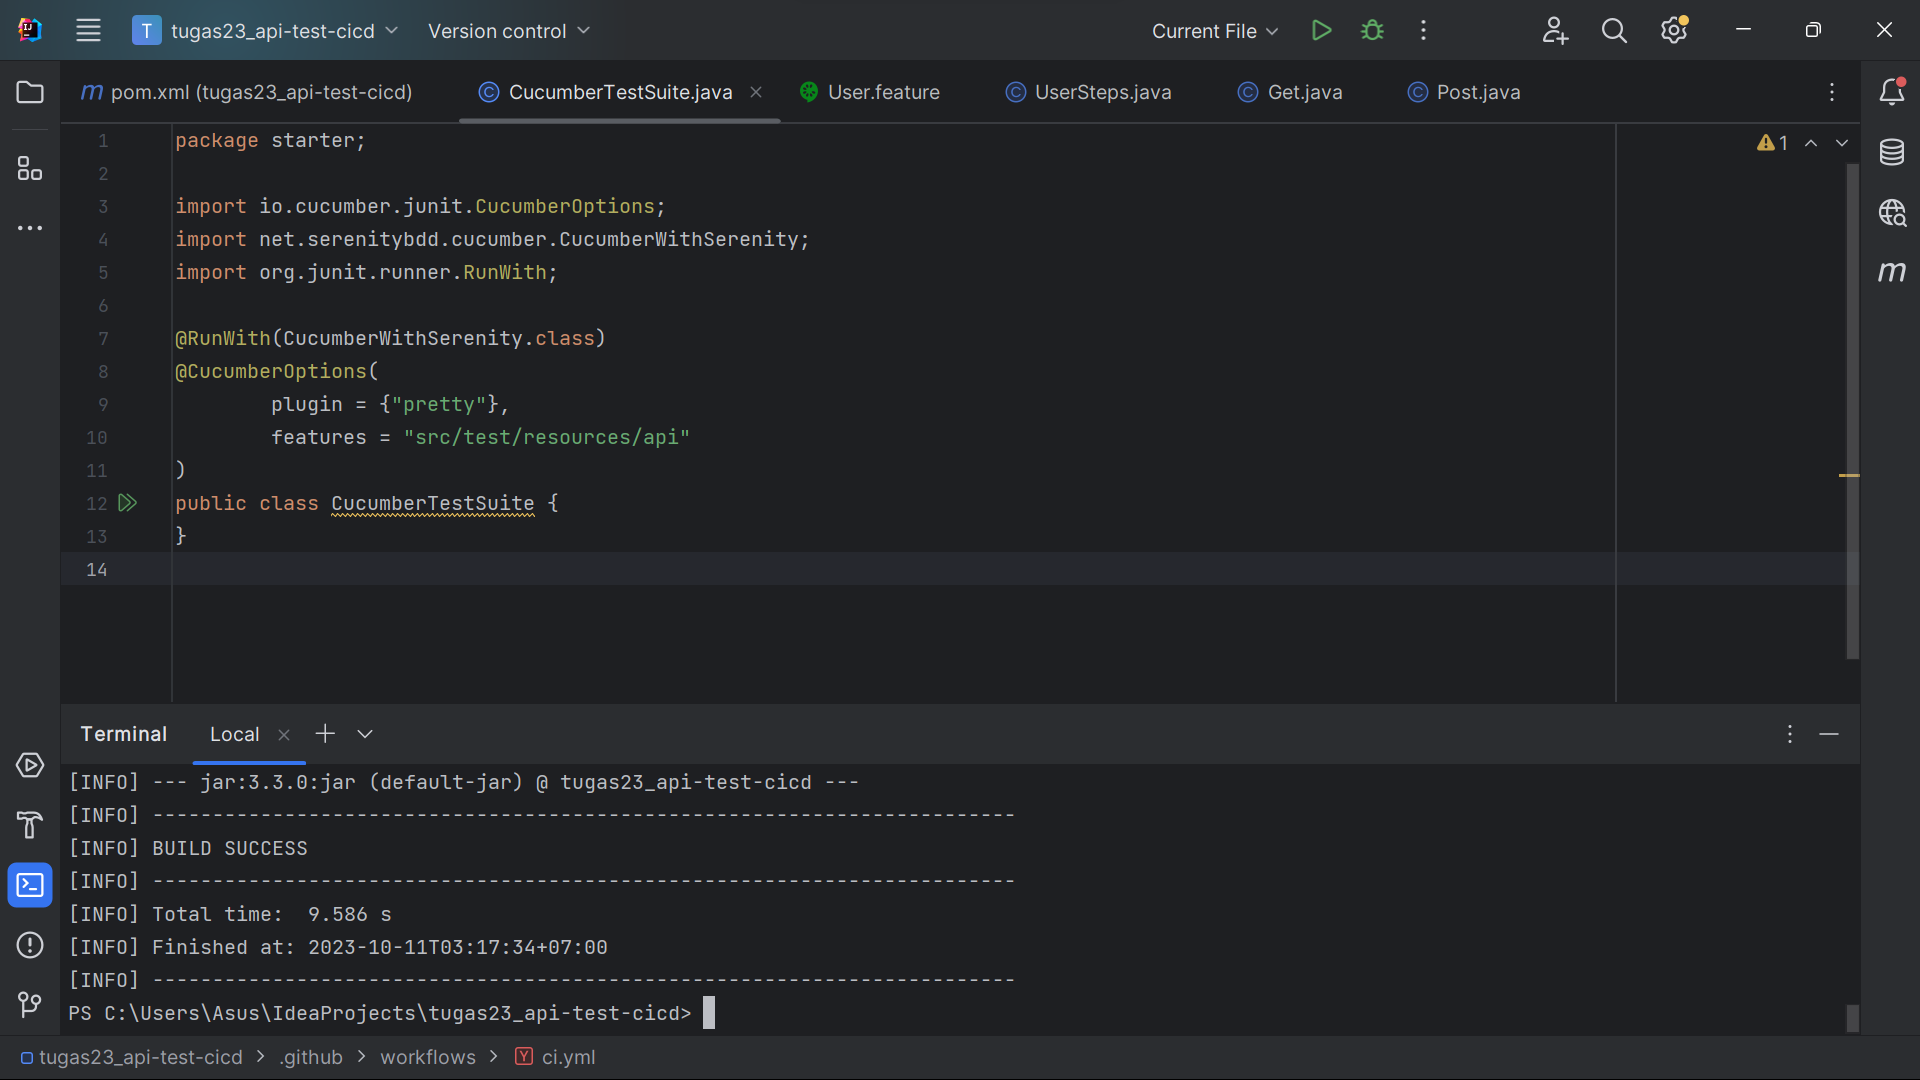 T tugas23_api-test-cicd Version control Current File
m pom.xml (tugas23_api-test-cicd) CucumberTestSuite.java User.feature UserSteps.java Get.java Post.java
1 package starter;
2
3 import io.cucumber.junit.CucumberOptions;
4 import net.serenitybdd.cucumber.CucumberWithSerenity;
5 import org.junit.runner.RunWith;
6
7 @RunWith(CucumberWithSerenity.class)
8 @CucumberOptions(
9 plugin = {"pretty"},
10 features = "src/test/resources/api"
11 )
12 public class CucumberTestSuite {
13 }
14
1
m
Terminal Local
[INFO] --- jar:3.3.0:jar (default-jar) @ tugas23_api-test-cicd ---
[INFO] ------------------------------------------------------------------------
[INFO] BUILD SUCCESS
[INFO] ------------------------------------------------------------------------
[INFO] Total time:  9.586 s
[INFO] Finished at: 2023-10-11T03:17:34+07:00
[INFO] ------------------------------------------------------------------------
PS C:\Users\Asus\IdeaProjects\tugas23_api-test-cicd>
tugas23_api-test-cicd > .github > workflows > Y ci.yml